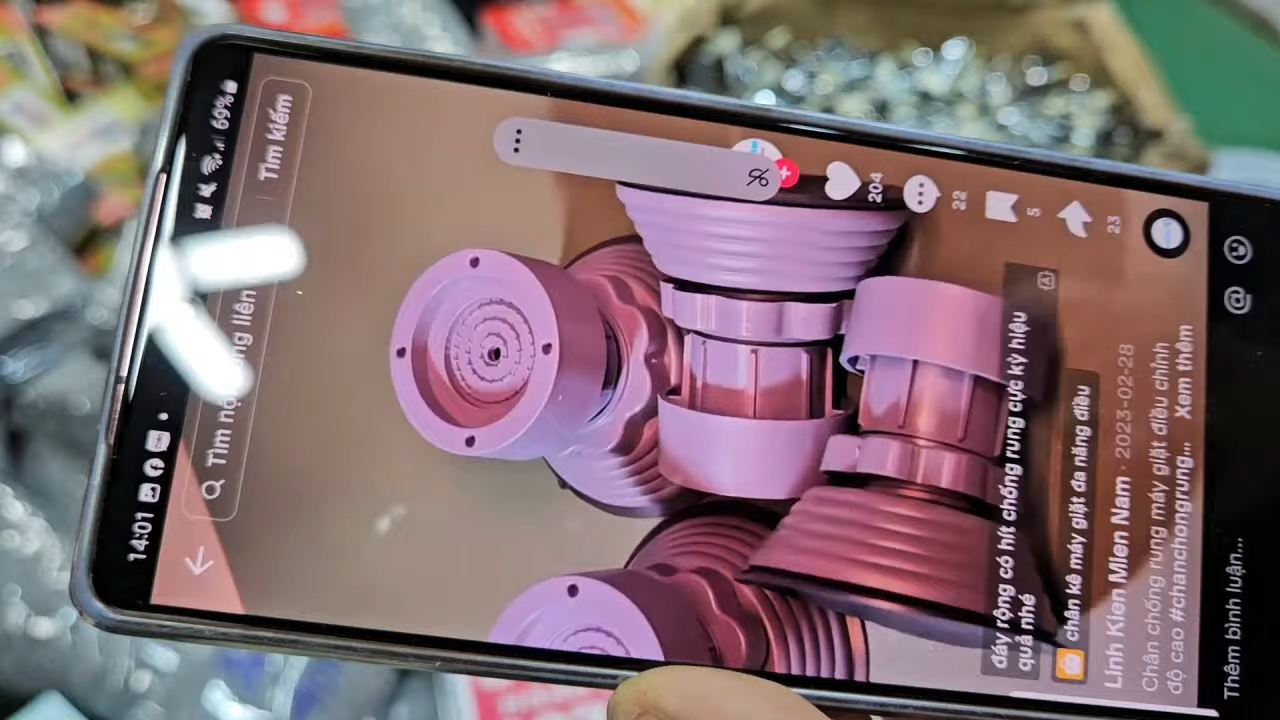 14:01
69%
Tìm nộ
ng liên
Tìm kiếm
204
22
5
23
đáy rộng có hít chống rung cực kỳ hiệu
quả nhé
chân kê máy giặt đa năng điều
Linh Kien Mien Nam · 2023-02-28
Chân chống rung máy giặt điều chỉnh
độ cao #chanchongrung... Xem thêm
Thêm bình luận...
@